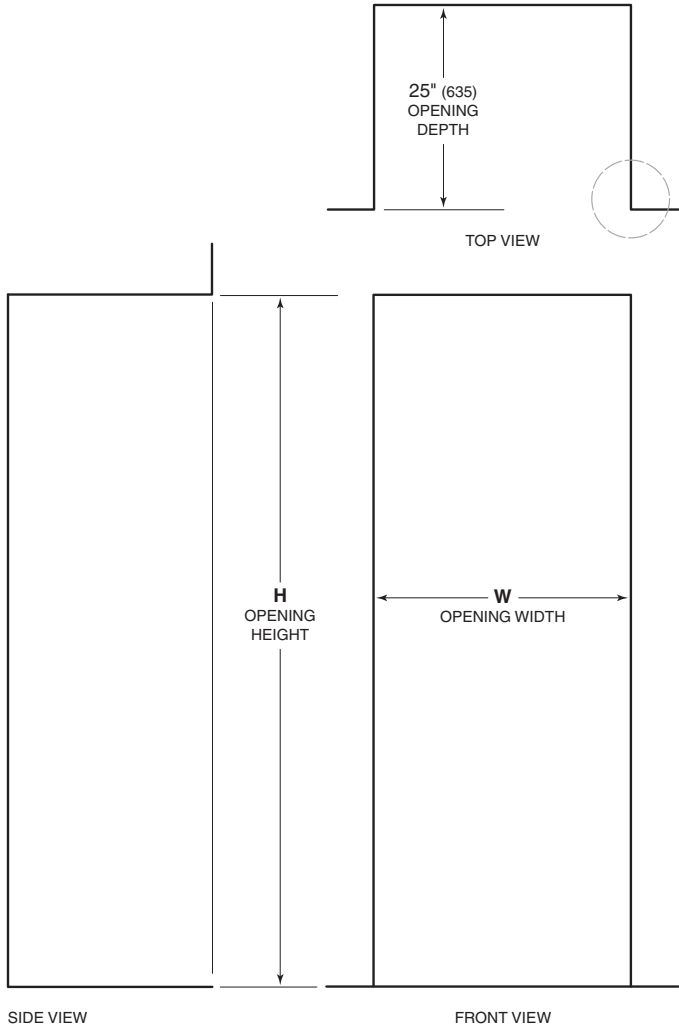 25" (635)
OPENING
DEPTH
TOP VIEW
H
OPENING
HEIGHT
W
OPENING WIDTH
SIDE VIEW
FRONT VIEW